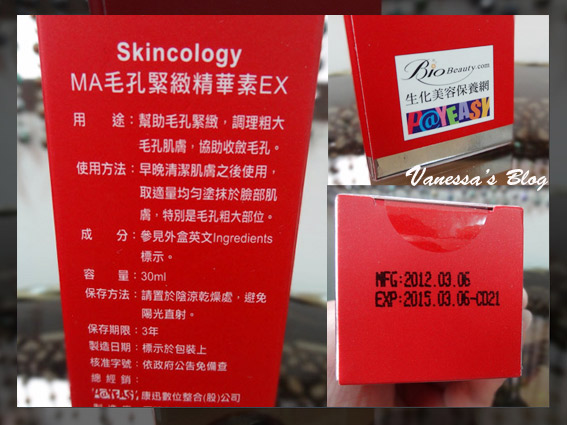 Skincology
MA毛孔緊緻精華素EX
用 途：幫助毛孔緊緻，調理粗大
毛孔肌膚，協助收斂毛孔。
使用方法：早晚清潔肌膚之後使用，
取適量均勻塗抹於臉部肌
膚，特別是毛孔粗大部位。
成 分：參見外盒英文Ingredients
標示。
容 量：30ml
保存方法：請置於陰涼乾燥處，避免
陽光直射。
保存期限：3年
製造日期：標示於包裝上
核准字號：依政府公告免備查
總 經 銷：
PAYEASY 康迅數位整合(股)公司
BioBeauty.com
生化美容保養網
P@YEASY
Vanessa's Blog
MFG:2012.03.06
EXP:2015.03.06-CD21